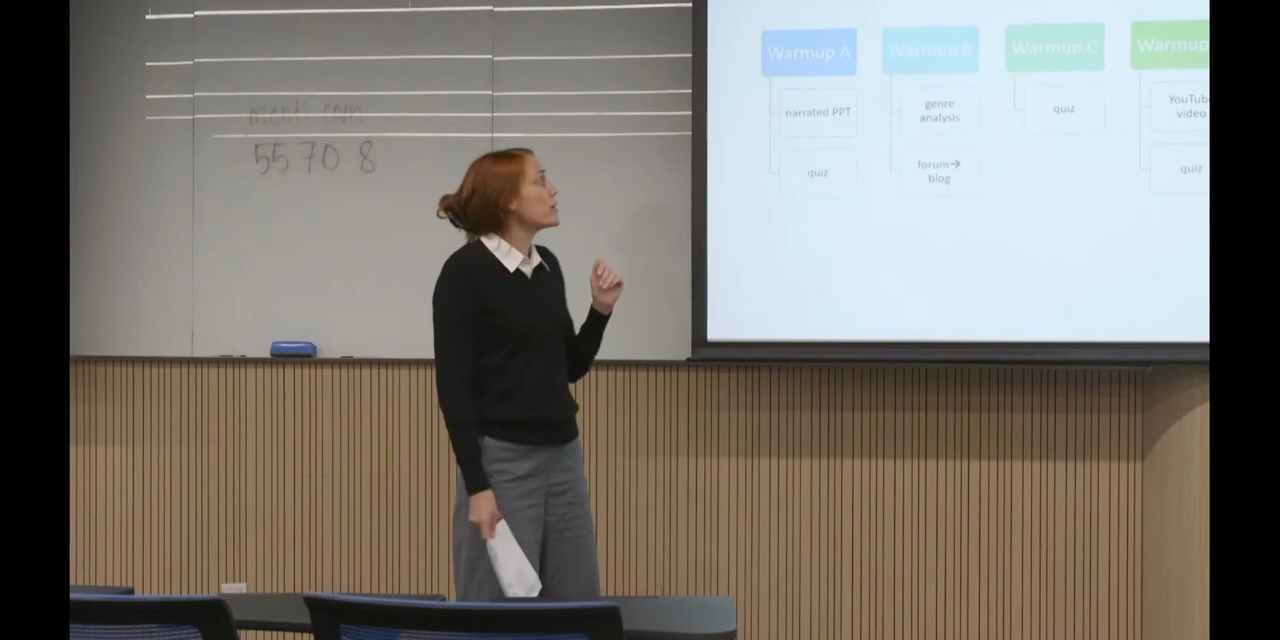 menti com
55 70 8
Warmup A
Warmup B
Warmup C
Warmup
narrated PPT
genre
analysis
quiz
YouTub
video
quiz
forum→
blog
quiz